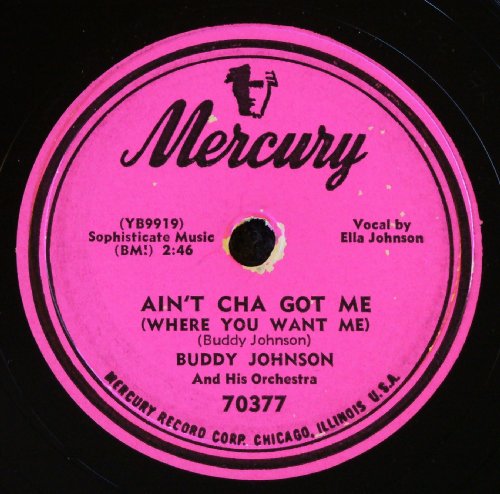 Mercury
(YB9919)
Sophisticate Music
(BM!) 2:46
Vocal by
Ella Johnson
AIN'T CHA GOT ME
(WHERE YOU WANT ME)
(Buddy Johnson)
BUDDY JOHNSON
And His Orchestra
70377
MERCURY RECORD CORP. CHICAGO, ILLINOIS U.S.A.